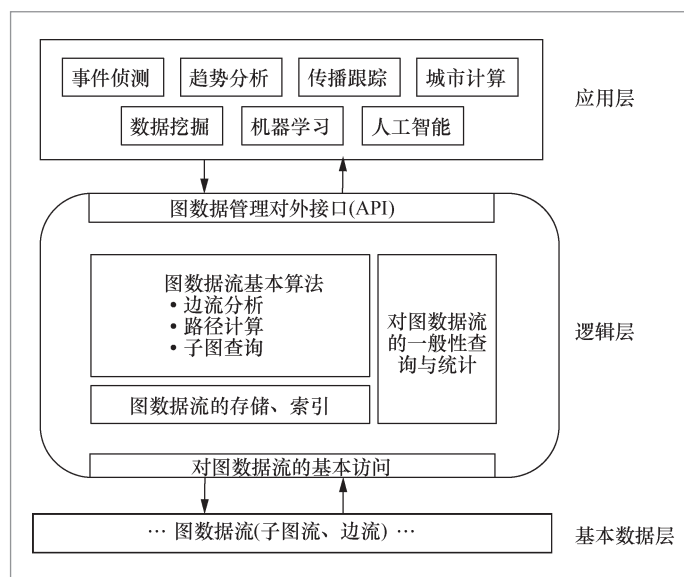 事件侦测 趋势分析 传播跟踪 城市计算
数据挖掘 机器学习 人工智能
应用层
图数据管理对外接口(API)
图数据流基本算法
• 边流分析
• 路径计算
• 子图查询
对图数据流
的一般性查
询与统计
逻辑层
图数据流的存储、索引
对图数据流的基本访问
… 图数据流(子图流、边流) …
基本数据层